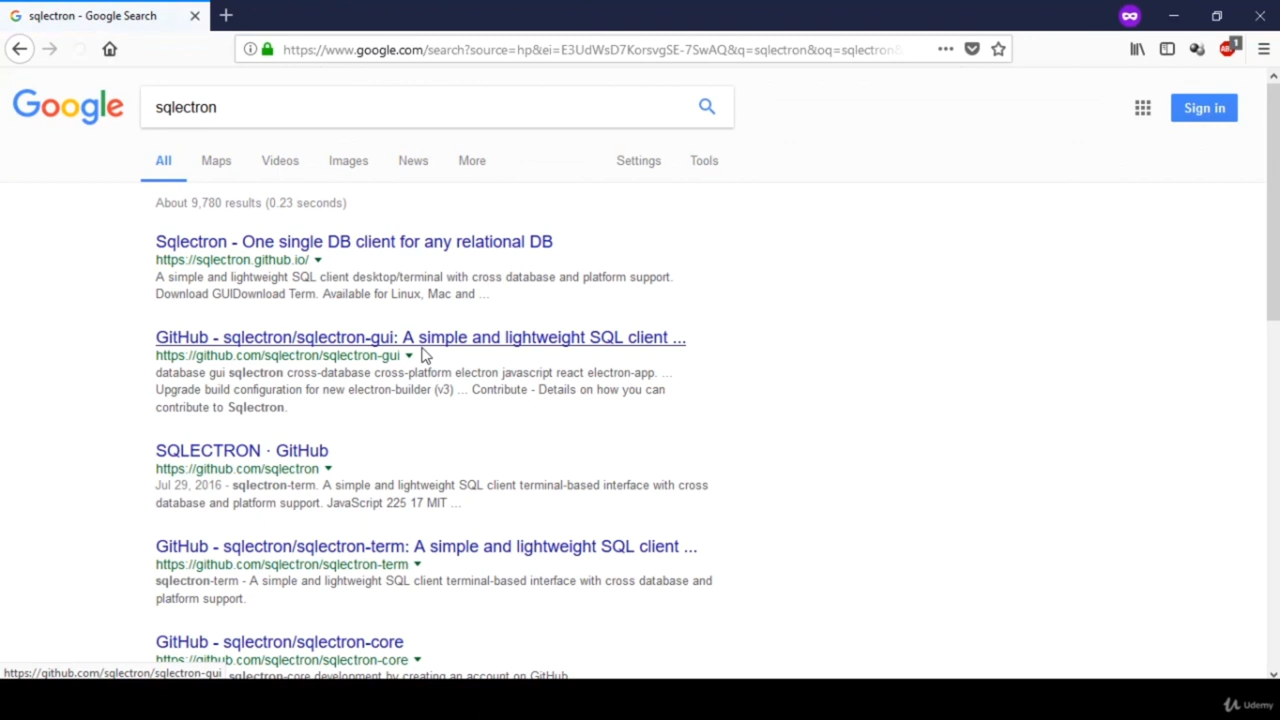 sqlectron - Google Search
https://www.google.com/search?source=hp&ei=E3UdWsD7KorsvgSE-7SwAQ&q=sqlectron&oq=sqlectron&
1
Google
sqlectron
Sign in
All Maps Videos Images News More Settings Tools
About 9,780 results (0.23 seconds)
Sqlectron - One single DB client for any relational DB
https://sqlectron.github.io/
A simple and lightweight SQL client desktop/terminal with cross database and platform support.
Download GUIDownload Term. Available for Linux, Mac and ...
GitHub - sqlectron/sqlectron-gui: A simple and lightweight SQL client ...
https://github.com/sqlectron/sqlectron-gui
database gui sqlectron cross-database cross-platform electron javascript react electron-app. ...
Upgrade build configuration for new electron-builder (v3) ... Contribute - Details on how you can
contribute to Sqlectron.
SQLECTRON · GitHub
https://github.com/sqlectron
Jul 29, 2016 - sqlectron-term. A simple and lightweight SQL client terminal-based interface with cross
database and platform support. JavaScript 225 17 MIT ...
GitHub - sqlectron/sqlectron-term: A simple and lightweight SQL client ...
https://github.com/sqlectron/sqlectron-term
sqlectron-term - A simple and lightweight SQL client terminal-based interface with cross database and
platform support.
GitHub - sqlectron/sqlectron-core
https://github.com/sqlectron/sqlectron-core
https://github.com/sqlectron/sqlectron-gui
sqlectron-core development by creating an account on GitHub.
Udemy